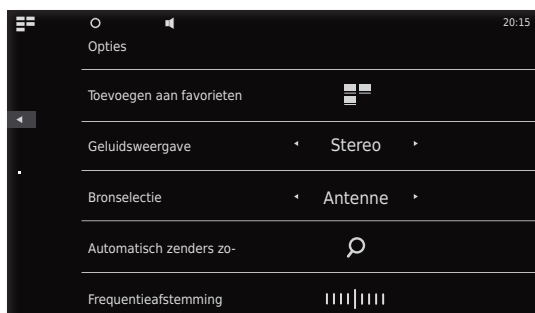 20:15
Opties
Toevoegen aan favorieten
Geluidsweergave Stereo
Bronselectie Antenne
Automatisch zenders zo-
Frequentieafstemming